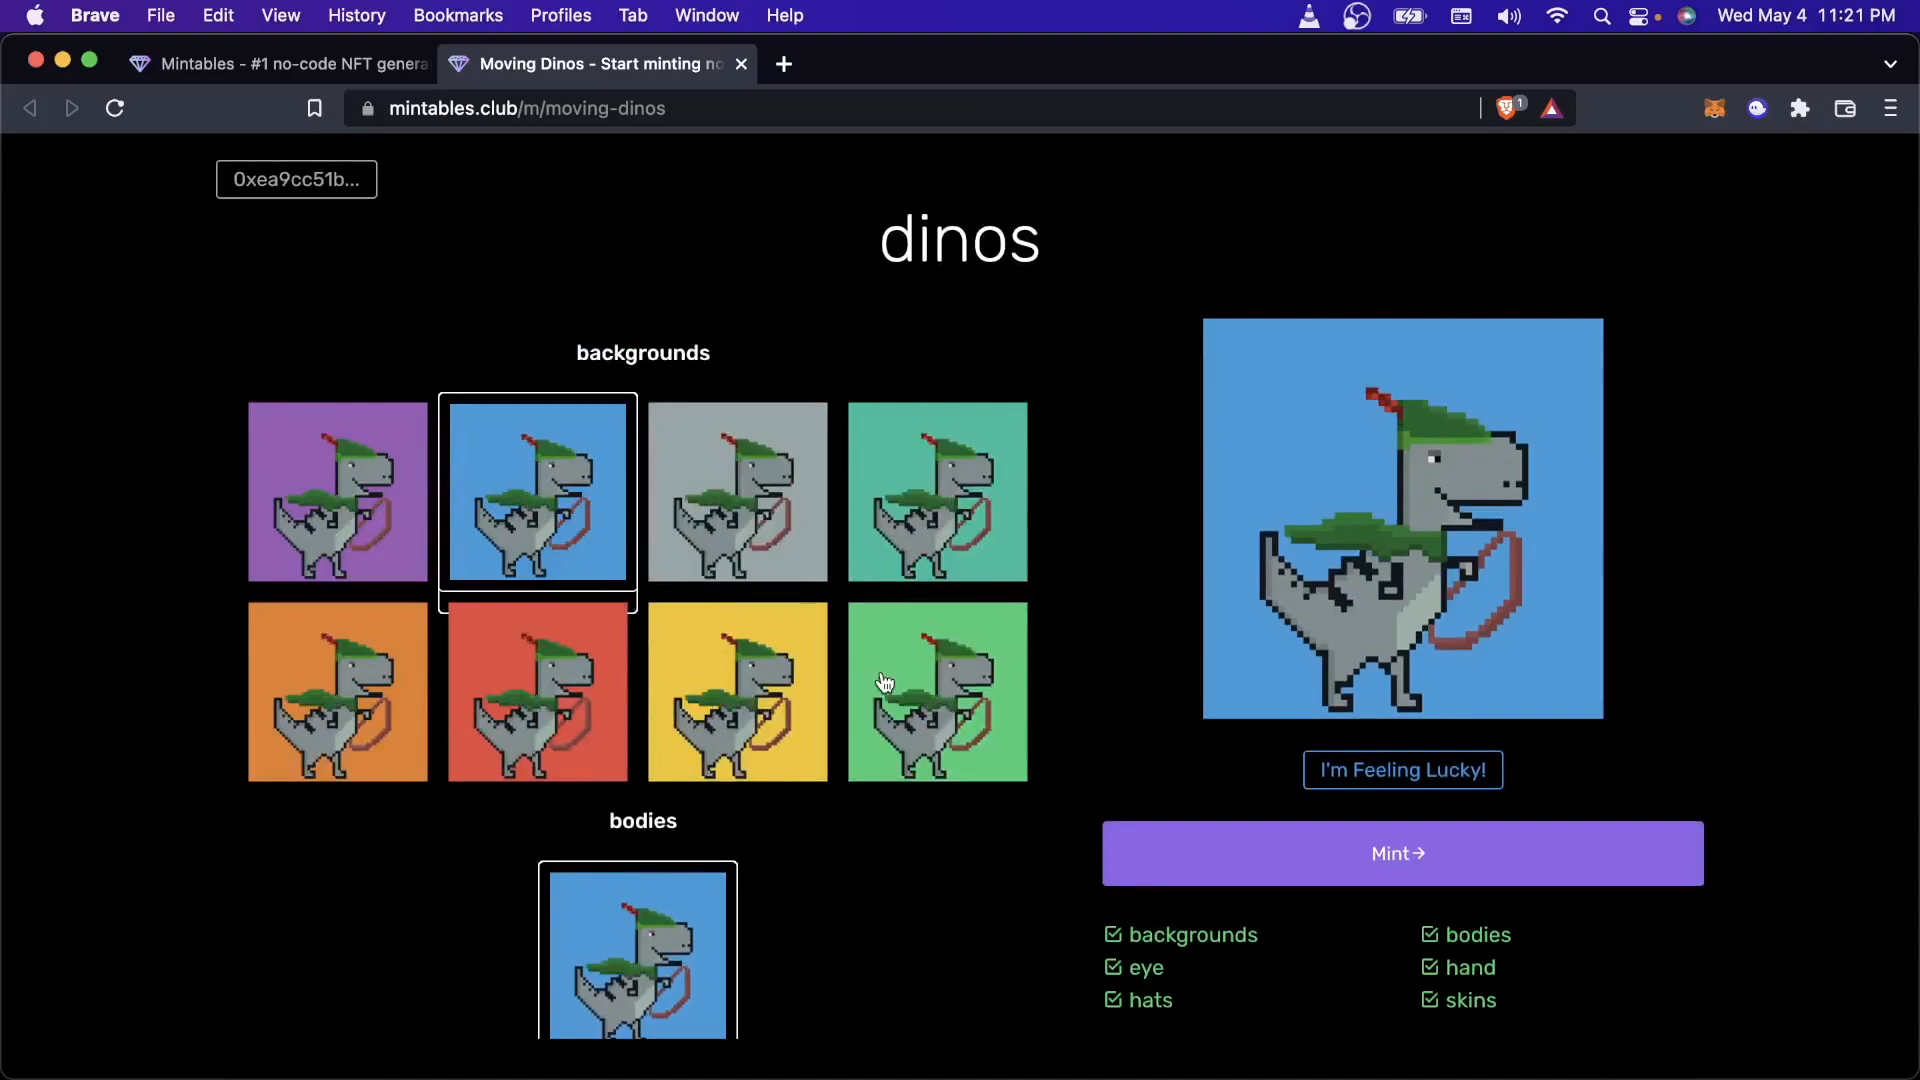 Brave File Edit View History Bookmarks Profiles Tab Window Help Wed May 4 11:21 PM
Mintables - #1 no-code NFT genera Moving Dinos - Start minting no
mintables.club/m/moving-dinos 1
0xea9cc51b...
dinos
backgrounds
bodies
I'm Feeling Lucky!
Mint→
backgrounds bodies
eye hand
hats skins